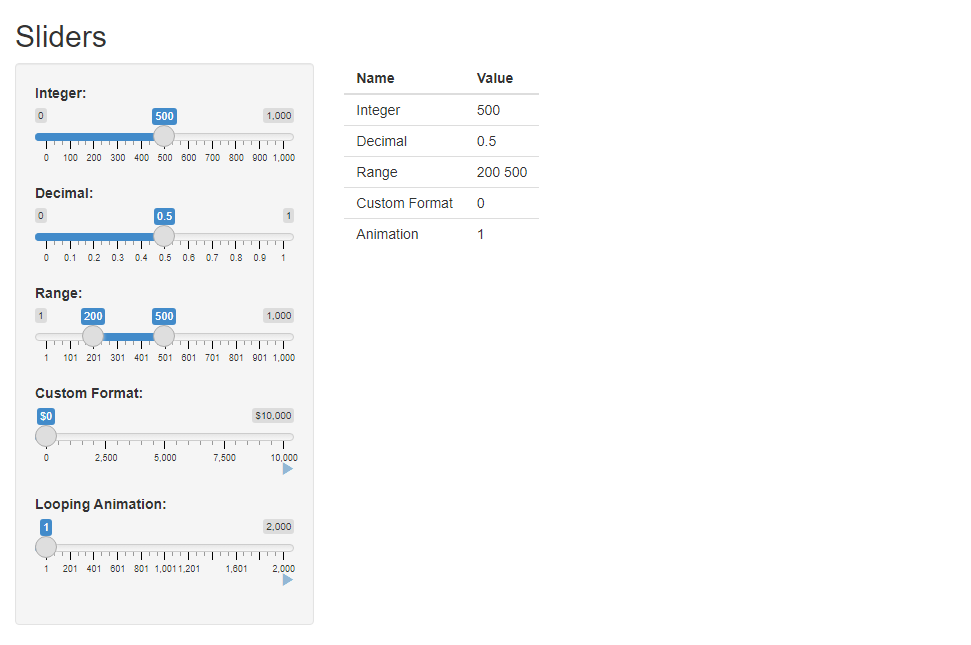 Sliders
Integer:
0 500 1,000
0 100 200 300 400 500 600 700 800 900 1,000
Decimal:
0 0.5 1
0 0.1 0.2 0.3 0.4 0.5 0.6 0.7 0.8 0.9 1
Range:
1 200 500 1,000
1 101 201 301 401 501 601 701 801 901 1,000
Custom Format:
$0 $10,000
0 2,500 5,000 7,500 10,000
Looping Animation:
1 2,000
1 201 401 601 801 1,001 1,201 1,601 2,000
Name Value
Integer 500
Decimal 0.5
Range 200 500
Custom Format 0
Animation 1